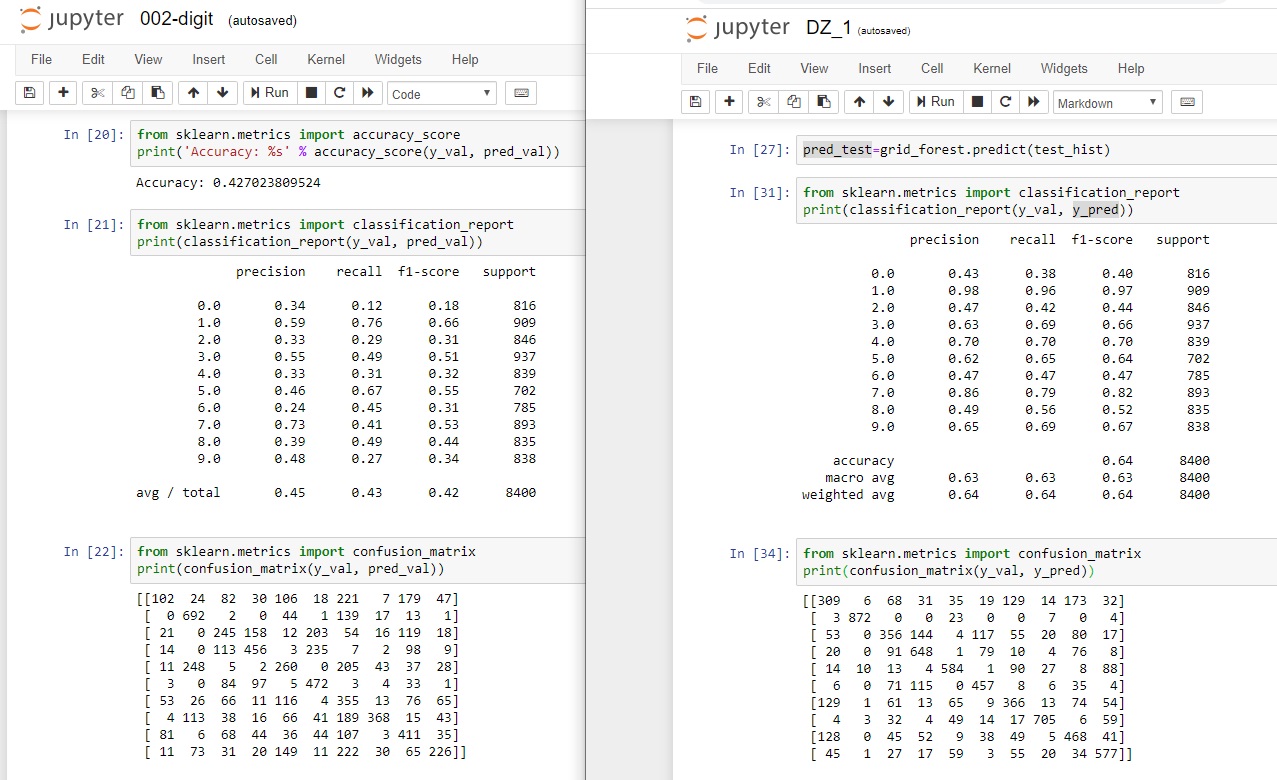 jupyter 002-digit (autosaved)
File Edit View Insert Cell Kernel Widgets Help
Run Code
In [20]: from sklearn.metrics import accuracy_score
print('Accuracy: %s' % accuracy_score(y_val, pred_val))
Accuracy: 0.427023809524
In [21]: from sklearn.metrics import classification_report
print(classification_report(y_val, pred_val))
precision recall f1-score support
0.0 0.34 0.12 0.18 816
1.0 0.59 0.76 0.66 909
2.0 0.33 0.29 0.31 846
3.0 0.55 0.49 0.51 937
4.0 0.33 0.31 0.32 839
5.0 0.46 0.67 0.55 702
6.0 0.24 0.45 0.31 785
7.0 0.73 0.41 0.53 893
8.0 0.39 0.49 0.44 835
9.0 0.48 0.27 0.34 838
avg / total 0.45 0.43 0.42 8400
In [22]: from sklearn.metrics import confusion_matrix
print(confusion_matrix(y_val, pred_val))
[[102 24 82 30 106 18 221 7 179 47]
[ 0 692 2 0 44 1 139 17 13 1]
[ 21 0 245 158 12 203 54 16 119 18]
[ 14 0 113 456 3 235 7 2 98 9]
[ 11 248 5 2 260 0 205 43 37 28]
[ 3 0 84 97 5 472 3 4 33 1]
[ 53 26 66 11 116 4 355 13 76 65]
[ 4 113 38 16 66 41 189 368 15 43]
[ 81 6 68 44 36 44 107 3 411 35]
[ 11 73 31 20 149 11 222 30 65 226]]
jupyter DZ_1 (autosaved)
File Edit View Insert Cell Kernel Widgets Help
Run Markdown
In [27]: pred_test=grid_forest.predict(test_hist)
In [31]: from sklearn.metrics import classification_report
print(classification_report(y_val, y_pred))
precision recall f1-score support
0.0 0.43 0.38 0.40 816
1.0 0.98 0.96 0.97 909
2.0 0.47 0.42 0.44 846
3.0 0.63 0.69 0.66 937
4.0 0.70 0.70 0.70 839
5.0 0.62 0.65 0.64 702
6.0 0.47 0.47 0.47 785
7.0 0.86 0.79 0.82 893
8.0 0.49 0.56 0.52 835
9.0 0.65 0.69 0.67 838
accuracy 0.64 8400
macro avg 0.63 0.63 0.63 8400
weighted avg 0.64 0.64 0.64 8400
In [34]: from sklearn.metrics import confusion_matrix
print(confusion_matrix(y_val, y_pred))
[[309 6 68 31 35 19 129 14 173 32]
[ 3 872 0 0 23 0 0 7 0 4]
[ 53 0 356 144 4 117 55 20 80 17]
[ 20 0 91 648 1 79 10 4 76 8]
[ 14 10 13 4 584 1 90 27 8 88]
[ 6 0 71 115 0 457 8 6 35 4]
[129 1 61 13 65 9 366 13 74 54]
[ 4 3 32 4 49 14 17 705 6 59]
[128 0 45 52 9 38 49 5 468 41]
[ 45 1 27 17 59 3 55 20 34 577]]